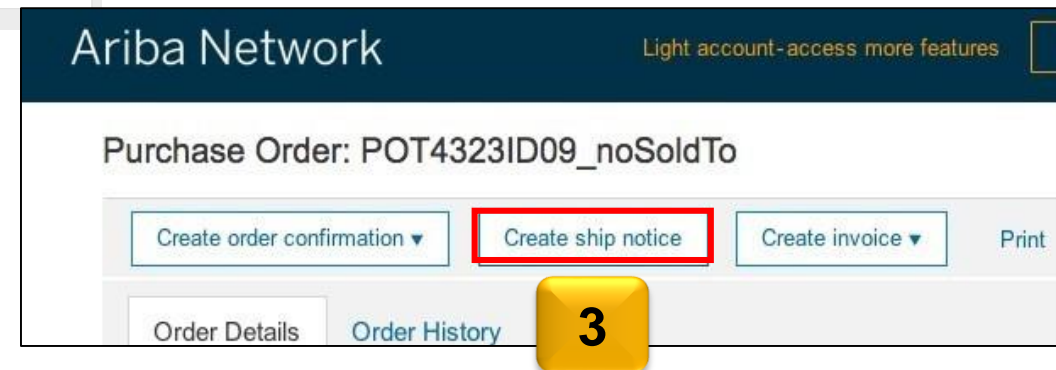 Ariba Network
Light account-access more features
Purchase Order: POT4323ID09_noSoldTo
Create order confirmation ▾
Create ship notice
Create invoice ▾
Print
Order Details
Order History
3